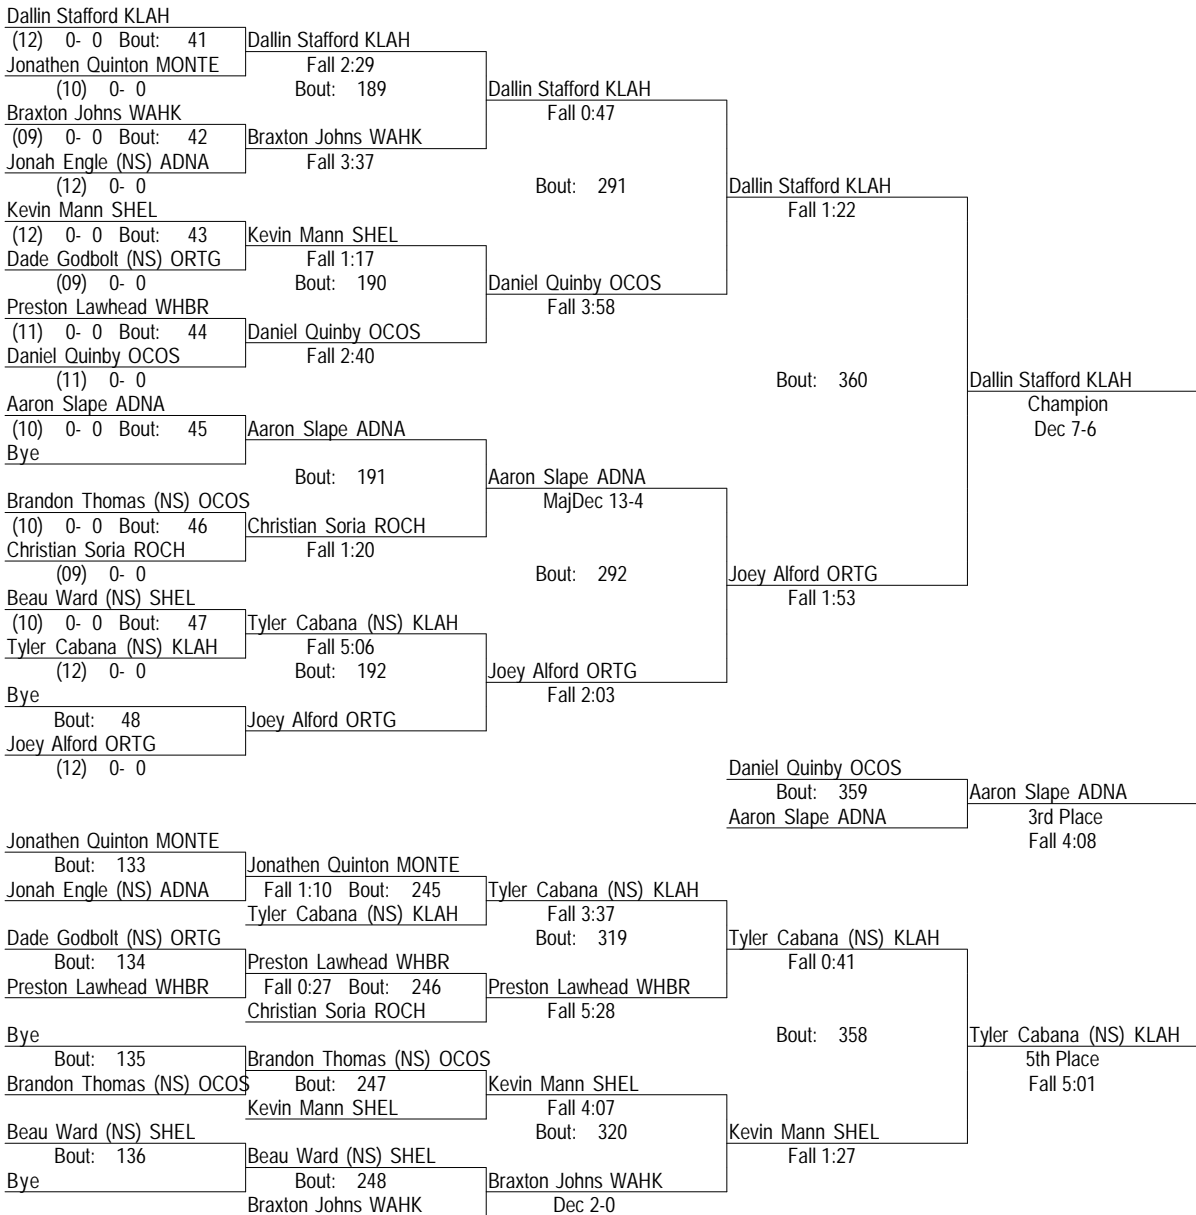 Dallin Stafford KLAH
(12) 0- 0 Bout: 41 Dallin Stafford KLAH
Jonathen Quinton MONTE Fall 2:29
(10) 0- 0 Bout: 189 Dallin Stafford KLAH
Braxton Johns WAHK Fall 0:47
(09) 0- 0 Bout: 42 Braxton Johns WAHK
Jonah Engle (NS) ADNA Fall 3:37
(12) 0- 0 Bout: 291 Dallin Stafford KLAH
Kevin Mann SHEL Fall 1:22
(12) 0- 0 Bout: 43 Kevin Mann SHEL
Dade Godbolt (NS) ORTG Fall 1:17
(09) 0- 0 Bout: 190 Daniel Quinby OCOS
Preston Lawhead WHBR Fall 3:58
(11) 0- 0 Bout: 44 Daniel Quinby OCOS
Daniel Quinby OCOS Fall 2:40
(11) 0- 0 Bout: 360 Dallin Stafford KLAH
Aaron Slape ADNA Champion
(10) 0- 0 Bout: 45 Aaron Slape ADNA Dec 7-6
Bye
Bout: 191 Aaron Slape ADNA
Brandon Thomas (NS) OCOS MajDec 13-4
(10) 0- 0 Bout: 46 Christian Soria ROCH
Christian Soria ROCH Fall 1:20
(09) 0- 0 Bout: 292 Joey Alford ORTG
Beau Ward (NS) SHEL Fall 1:53
(10) 0- 0 Bout: 47 Tyler Cabana (NS) KLAH
Tyler Cabana (NS) KLAH Fall 5:06
(12) 0- 0 Bout: 192 Joey Alford ORTG
Bye Fall 2:03
Bout: 48 Joey Alford ORTG
Joey Alford ORTG
(12) 0- 0 Daniel Quinby OCOS
Bout: 359 Aaron Slape ADNA
Aaron Slape ADNA 3rd Place
Jonathen Quinton MONTE Fall 4:08
Bout: 133 Jonathen Quinton MONTE
Jonah Engle (NS) ADNA Fall 1:10 Bout: 245 Tyler Cabana (NS) KLAH
Tyler Cabana (NS) KLAH Fall 3:37
Dade Godbolt (NS) ORTG Bout: 319 Tyler Cabana (NS) KLAH
Bout: 134 Preston Lawhead WHBR Fall 0:41
Preston Lawhead WHBR Fall 0:27 Bout: 246 Preston Lawhead WHBR
Christian Soria ROCH Fall 5:28
Bye Bout: 358 Tyler Cabana (NS) KLAH
Bout: 135 Brandon Thomas (NS) OCOS 5th Place
Brandon Thomas (NS) OCOS Bout: 247 Kevin Mann SHEL Fall 5:01
Kevin Mann SHEL Fall 4:07
Beau Ward (NS) SHEL Bout: 320 Kevin Mann SHEL
Bout: 136 Beau Ward (NS) SHEL Fall 1:27
Bye Bout: 248 Braxton Johns WAHK
Braxton Johns WAHK Dec 2-0